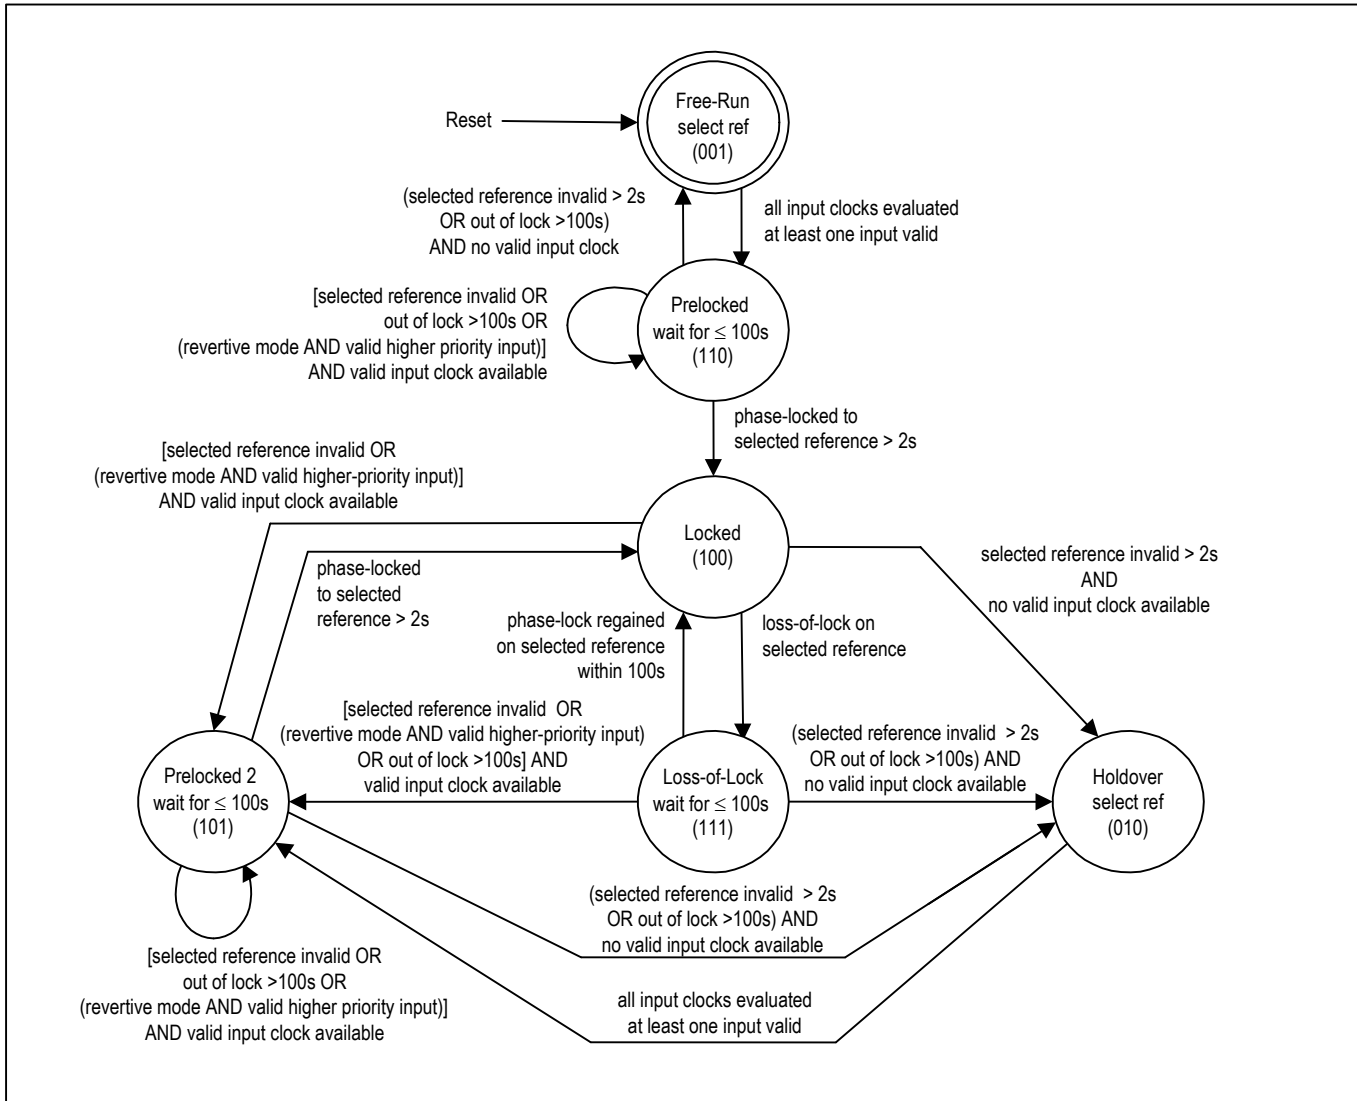 Free-Run
select ref
(001)
Reset
(selected reference invalid > 2s
OR out of lock >100s)
AND no valid input clock
all input clocks evaluated
at least one input valid
[selected reference invalid OR
out of lock >100s OR
(revertive mode AND valid higher priority input)]
AND valid input clock available
Prelocked
wait for ≤ 100s
(110)
phase-locked to
selected reference > 2s
[selected reference invalid OR
(revertive mode AND valid higher-priority input)]
AND valid input clock available
Locked
(100)
phase-locked
to selected
reference > 2s
selected reference invalid > 2s
AND
no valid input clock available
phase-lock regained
on selected reference
within 100s
loss-of-lock on
selected reference
[selected reference invalid OR
(revertive mode AND valid higher-priority input)
OR out of lock >100s] AND
valid input clock available
(selected reference invalid > 2s
OR out of lock >100s) AND
no valid input clock available
Prelocked 2
wait for ≤ 100s
(101)
Loss-of-Lock
wait for ≤ 100s
(111)
Holdover
select ref
(010)
(selected reference invalid > 2s
OR out of lock >100s) AND
no valid input clock available
[selected reference invalid OR
out of lock >100s OR
(revertive mode AND valid higher priority input)]
AND valid input clock available
all input clocks evaluated
at least one input valid